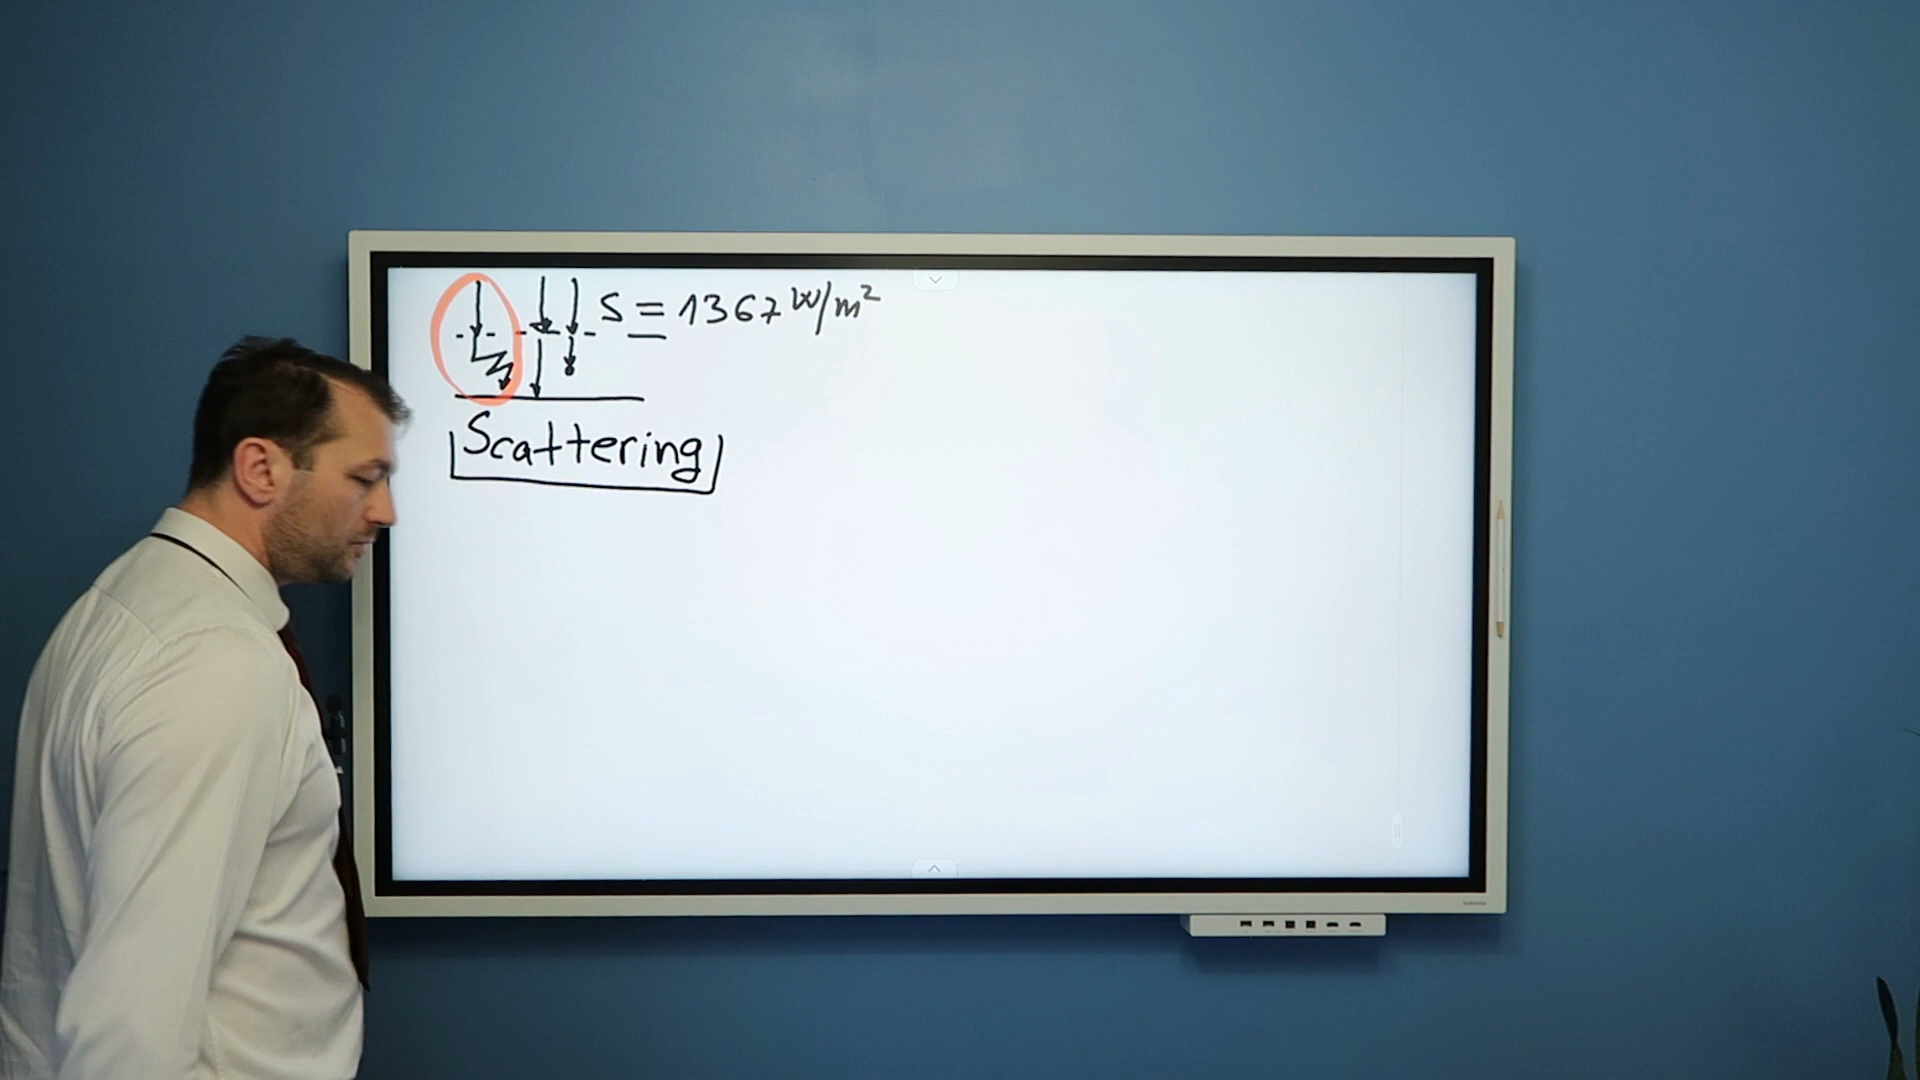 S = 1367 W/m²
Scattering